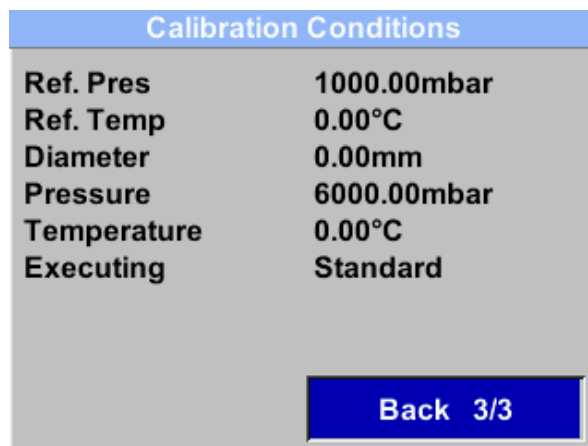 Calibration Conditions
Ref. Pres 1000.00mbar
Ref. Temp 0.00°C
Diameter 0.00mm
Pressure 6000.00mbar
Temperature 0.00°C
Executing Standard
Back 3/3